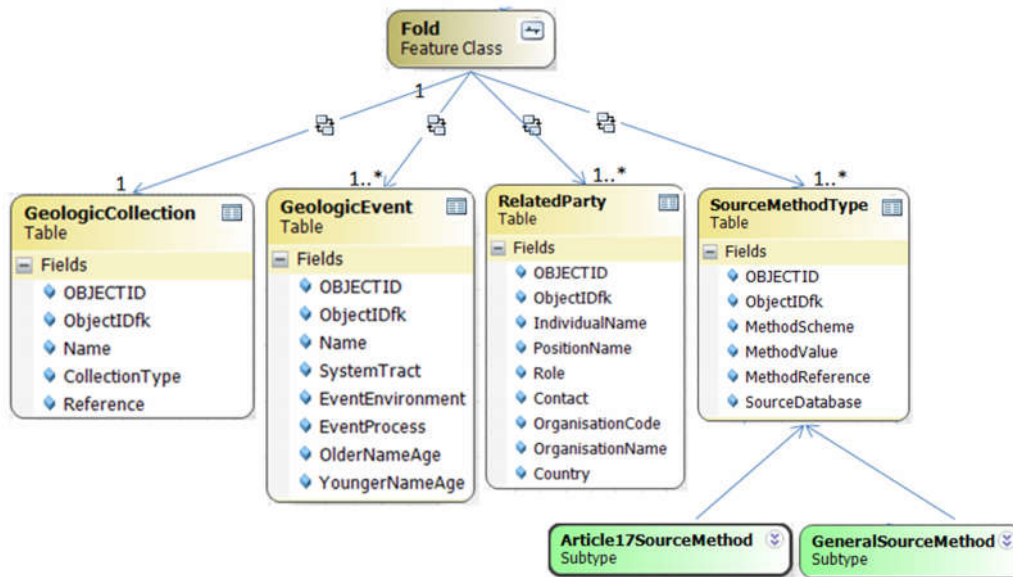 Fold
Feature Class
1
1
1..*
1..*
1..*
GeologicCollection
Table
Fields
OBJECTID
ObjectIDfk
Name
CollectionType
Reference
GeologicEvent
Table
Fields
OBJECTID
ObjectIDfk
Name
SystemTract
EventEnvironment
EventProcess
OlderNameAge
YoungerNameAge
RelatedParty
Table
Fields
OBJECTID
ObjectIDfk
IndividualName
PositionName
Role
Contact
OrganisationCode
OrganisationName
Country
SourceMethodType
Table
Fields
OBJECTID
ObjectIDfk
MethodScheme
MethodValue
MethodReference
SourceDatabase
Article17SourceMethod
Subtype
GeneralSourceMethod
Subtype